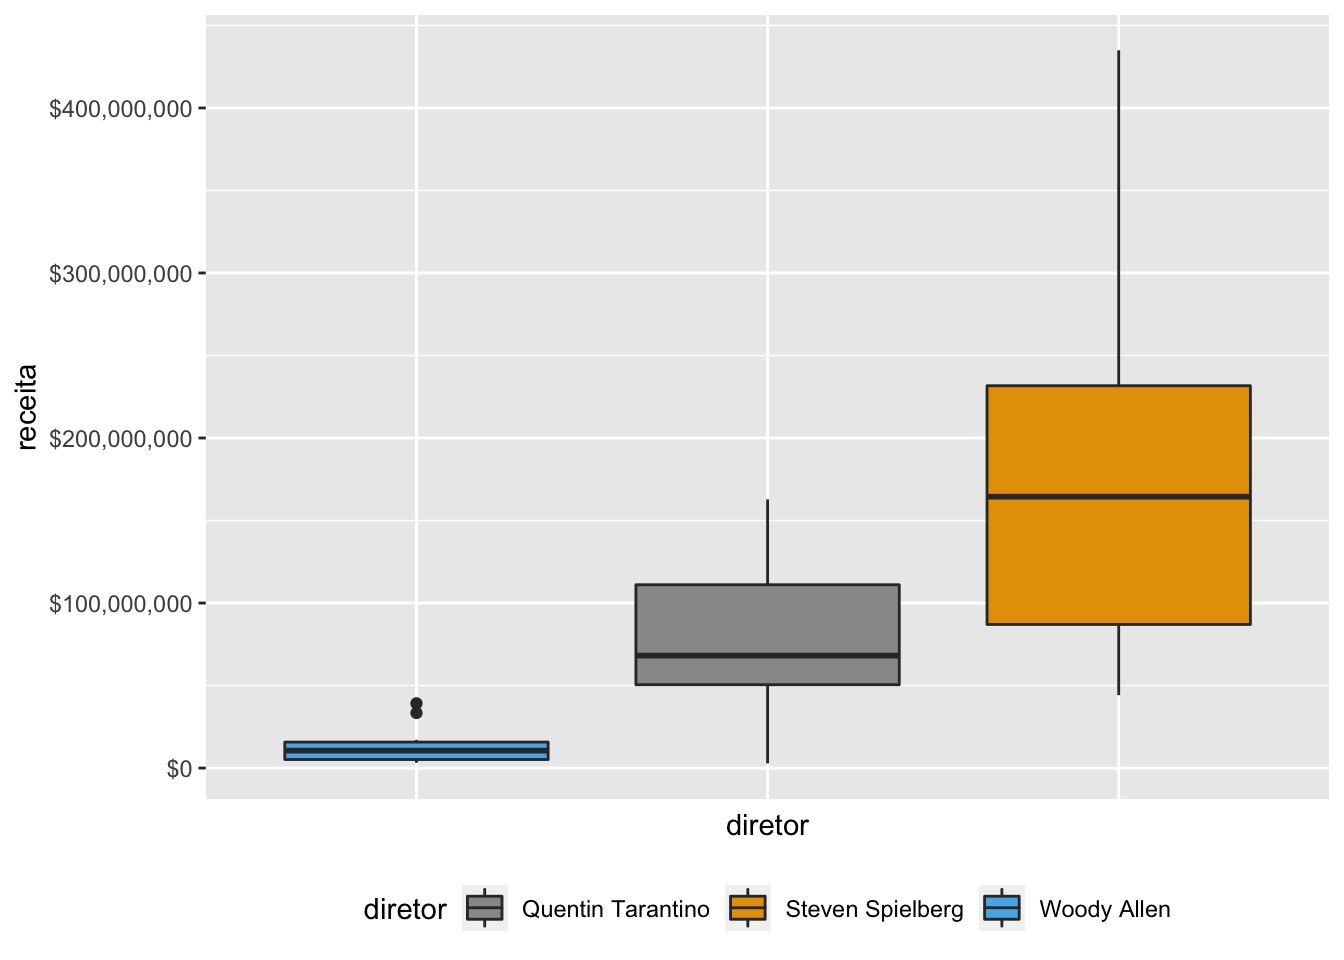 $400,000,000
$300,000,000
receita
$200,000,000
$100,000,000
$0
diretor
diretor Quentin Tarantino Steven Spielberg Woody Allen